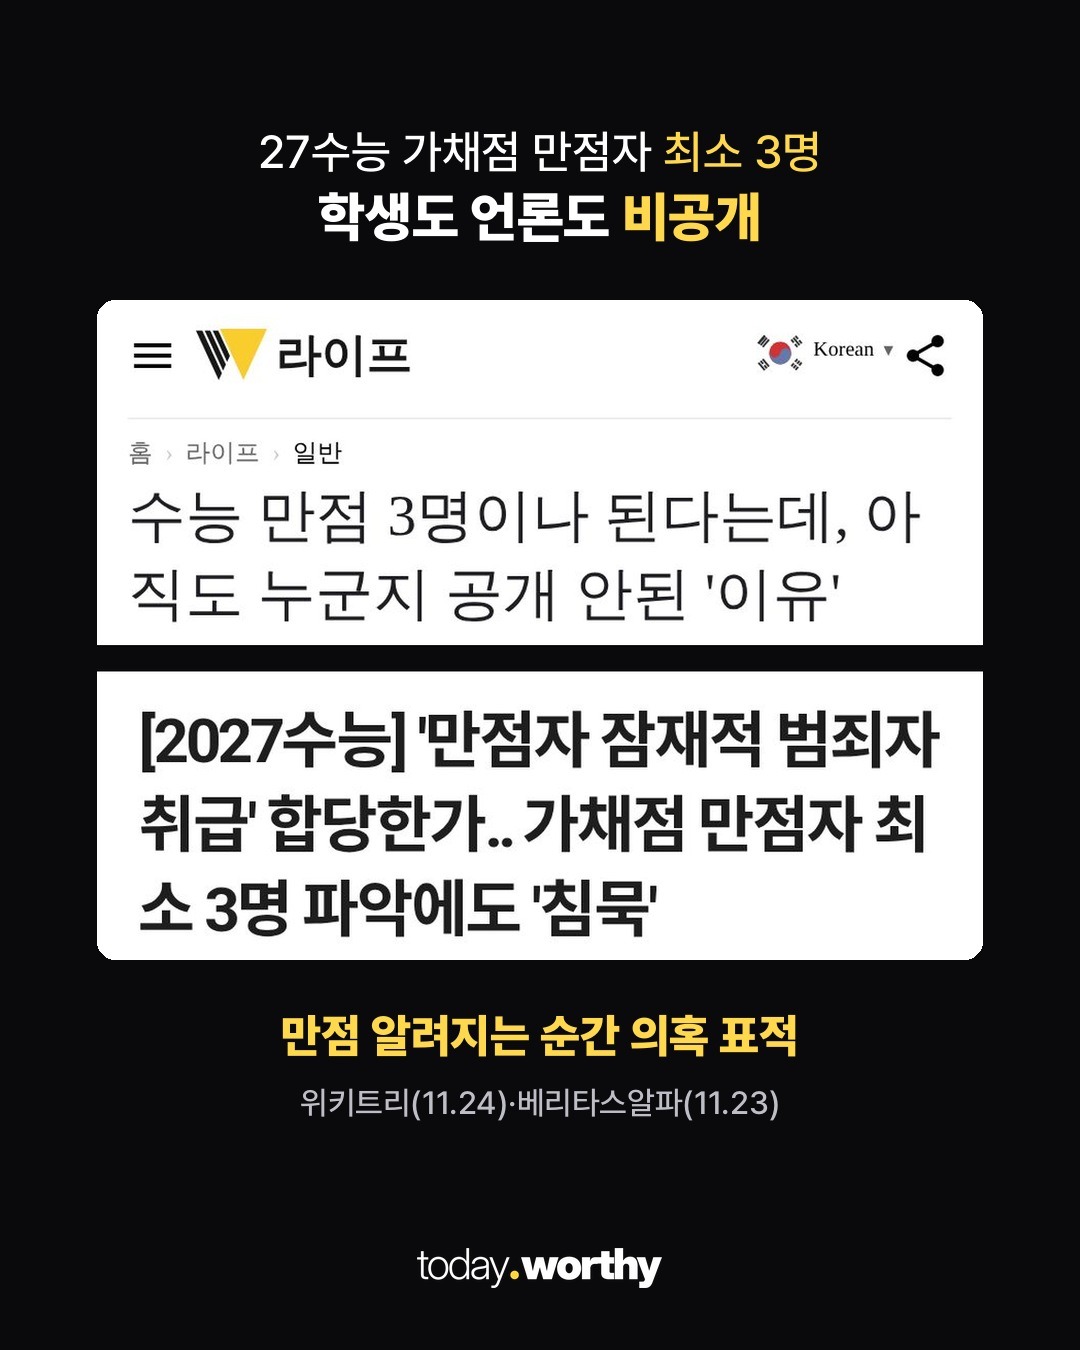 27수능 가채점 만점자 최소 3명
학생도 언론도 비공개
라이프
Korean ▼
홈 › 라이프 › 일반
수능 만점 3명이나 된다는데, 아
직도 누군지 공개 안된 '이유'
[2027수능] '만점자 잠재적 범죄자
취급' 합당한가.. 가채점 만점자 최
소 3명 파악에도 '침묵'
만점 알려지는 순간 의혹 표적
위키트리(11.24)·베리타스알파(11.23)
today.worthy